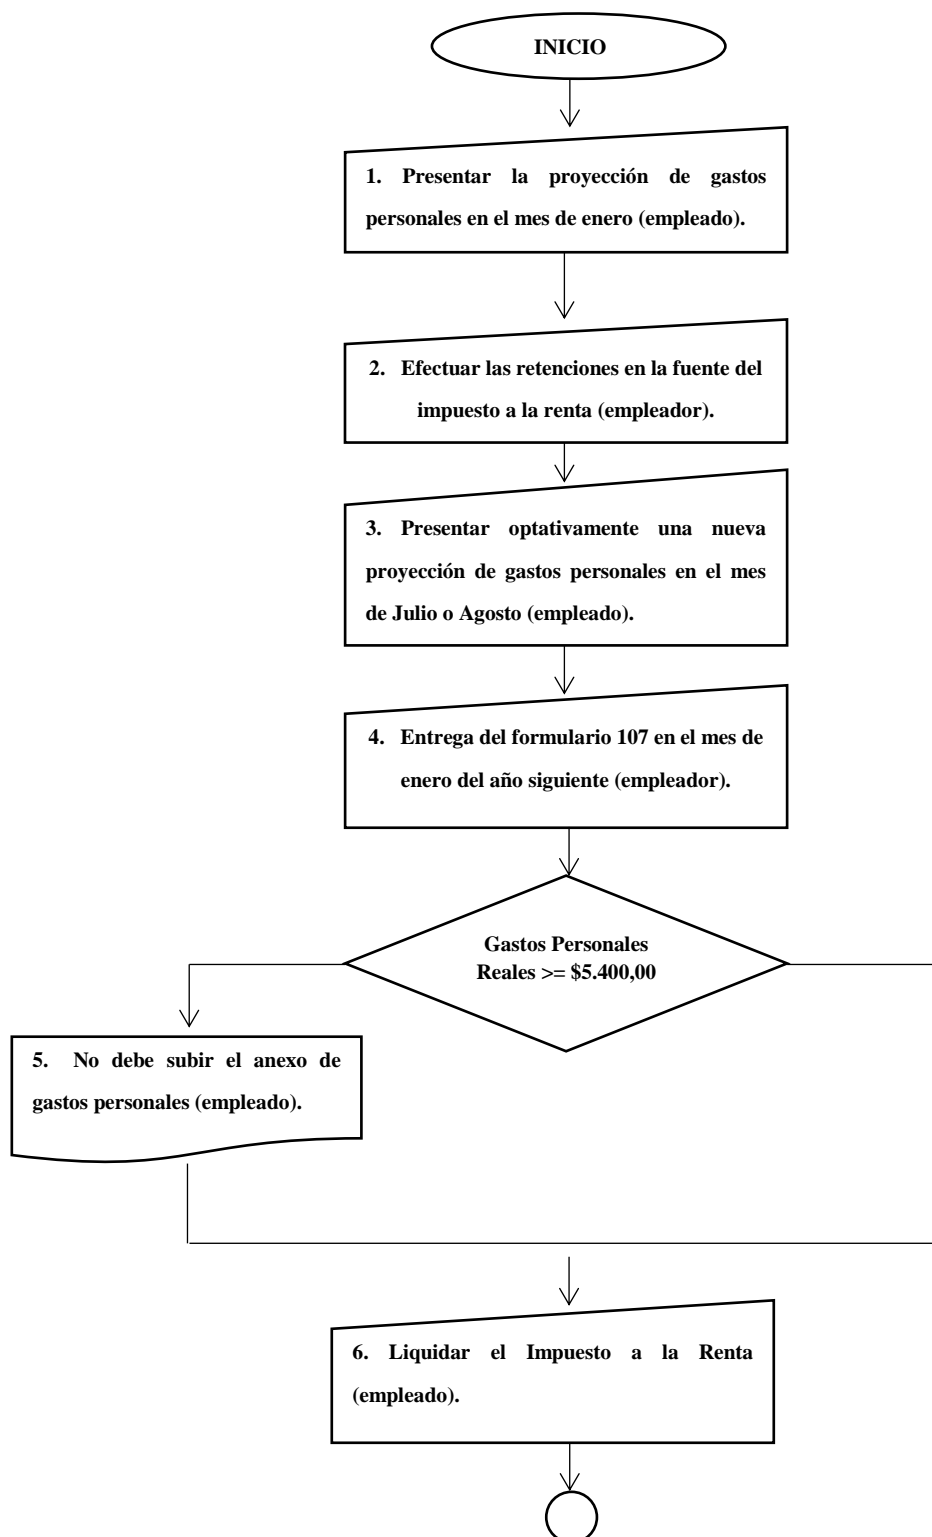 INICIO
1. Presentar la proyección de gastos
personales en el mes de enero (empleado).
2. Efectuar las retenciones en la fuente del
impuesto a la renta (empleador).
3. Presentar optativamente una nueva
proyección de gastos personales en el mes
de Julio o Agosto (empleado).
4. Entrega del formulario 107 en el mes de
enero del año siguiente (empleador).
Gastos Personales
Reales >= $5.400,00
5. No debe subir el anexo de
gastos personales (empleado).
6. Liquidar el Impuesto a la Renta
(empleado).